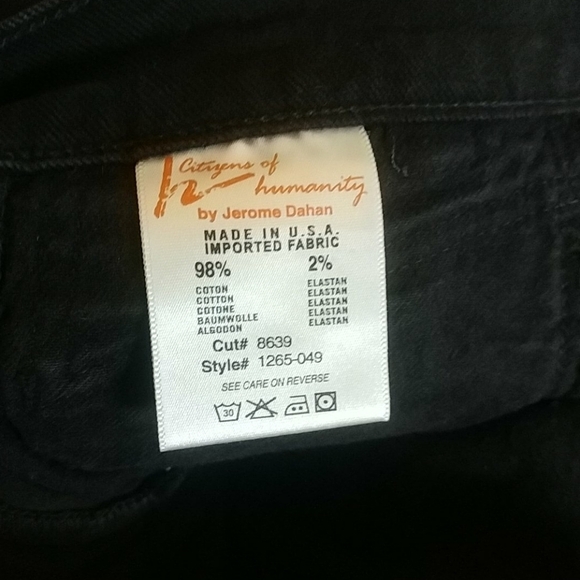 Citizens of
humanity
by Jerome Dahan
MADE IN U.S.A.
IMPORTED FABRIC
98% 2%
COTON ELASTAN
COTTON ELASTAN
COTONE ELASTAN
BAUMWOLLE ELASTAN
ALGODON ELASTAN
Cut# 8639
Style# 1265-049
SEE CARE ON REVERSE
30